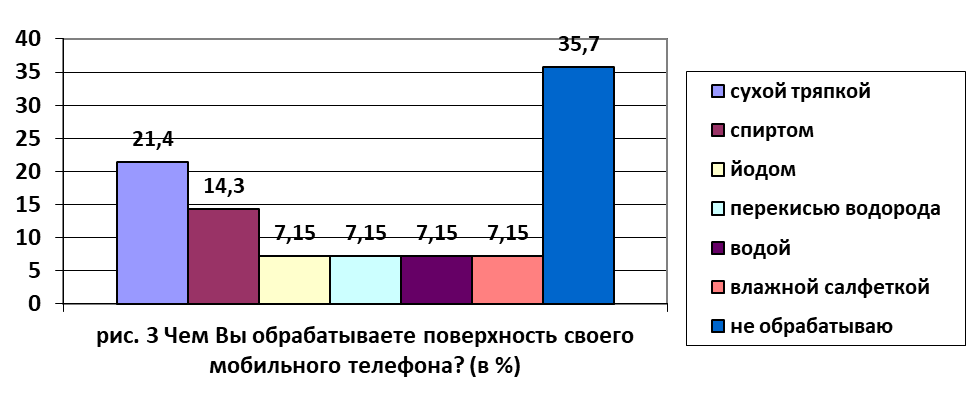 40
35
30
25
20
15
10
5
0
21,4
14,3
7,15
7,15
7,15
7,15
35,7
рис. 3 Чем Вы обрабатываете поверхность своего
мобильного телефона? (в %)
сухой тряпкой
спиртом
йодом
перекисью водорода
водой
влажной салфеткой
не обрабатываю